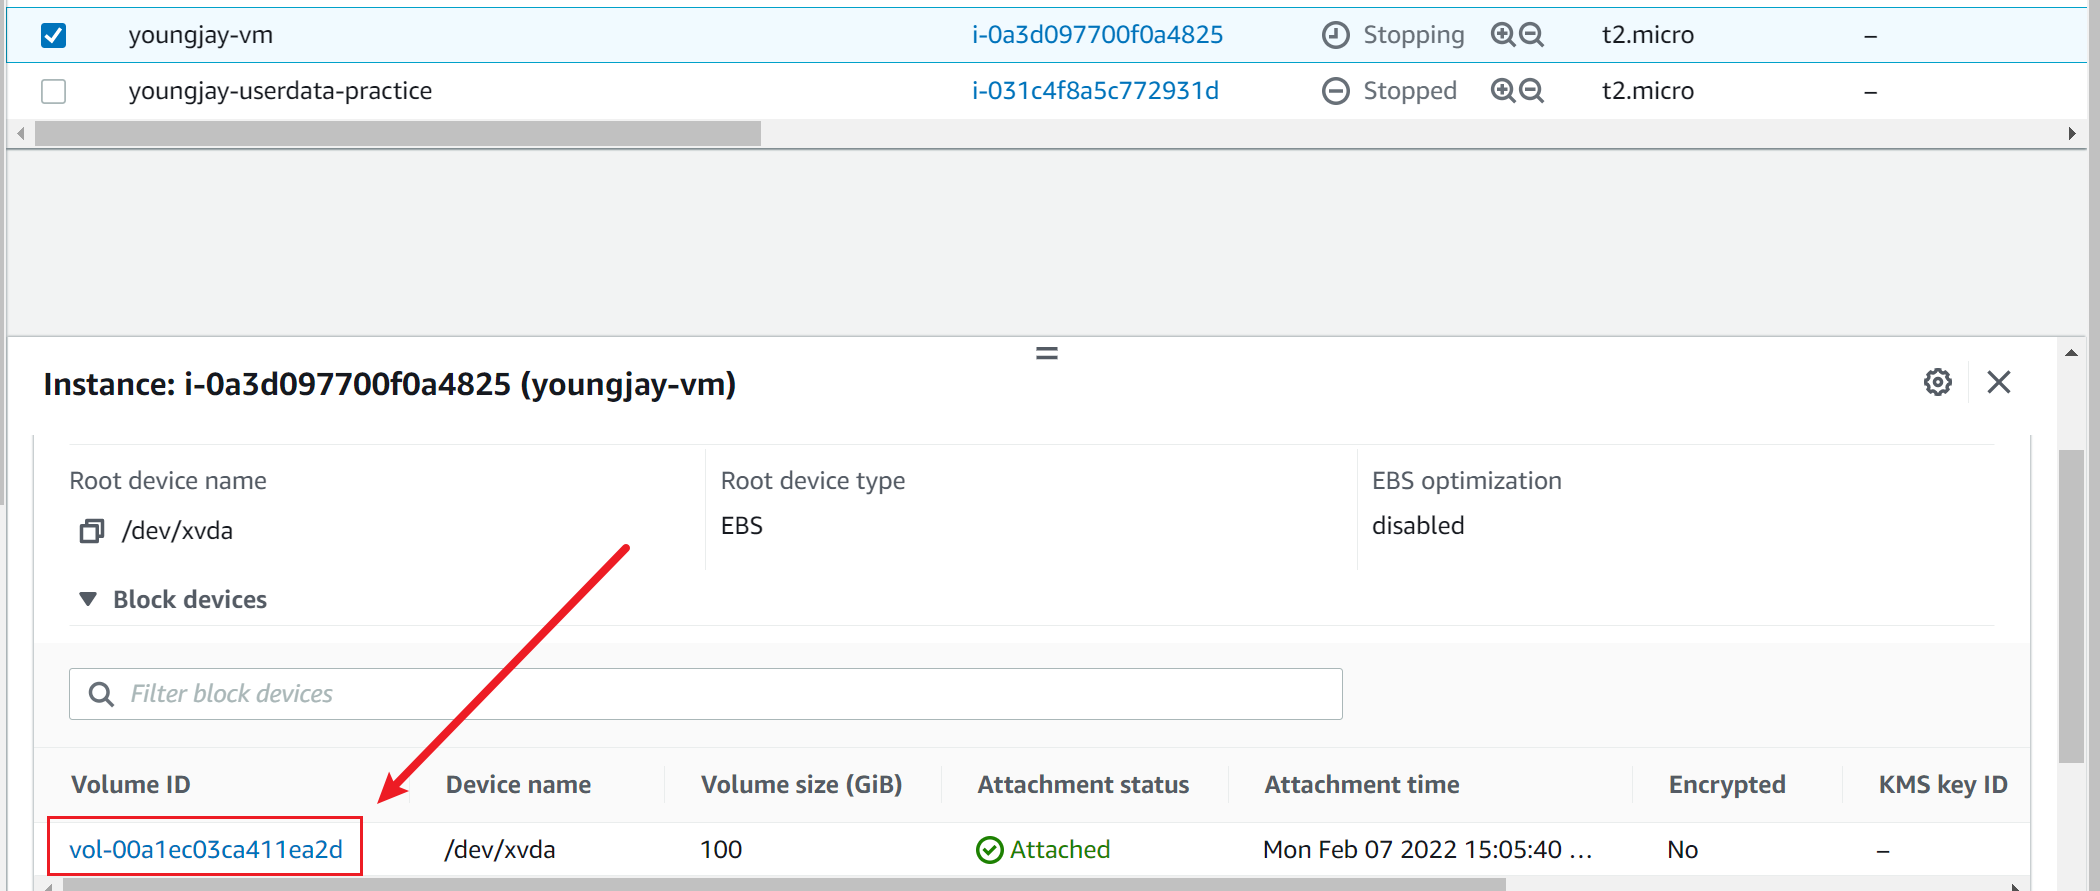 youngjay-vm i-0a3d097700f0a4825 Stopping t2.micro –
youngjay-userdata-practice i-031c4f8a5c772931d Stopped t2.micro –
Instance: i-0a3d097700f0a4825 (youngjay-vm)
Root device name Root device type EBS optimization
/dev/xvda EBS disabled
Block devices
Filter block devices
Volume ID Device name Volume size (GiB) Attachment status Attachment time Encrypted KMS key ID
vol-00a1ec03ca411ea2d /dev/xvda 100 Attached Mon Feb 07 2022 15:05:40 ... No –